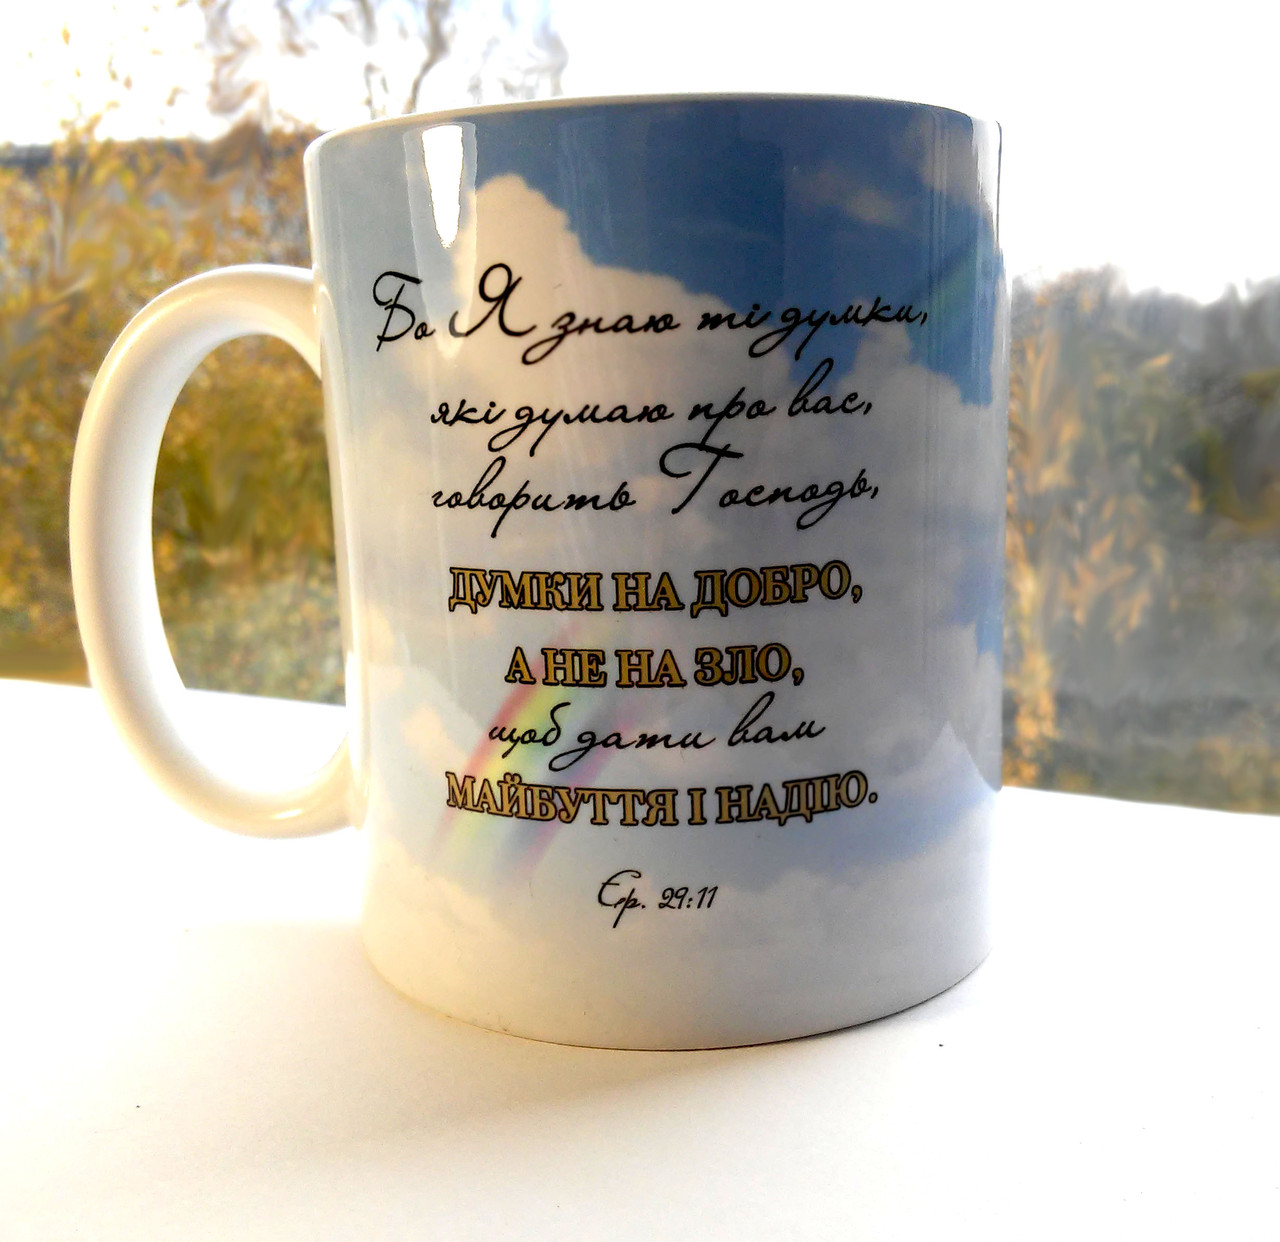 Бо Я знаю ті думки,
які думаю про вас,
говорить Господь,
ДУМКИ НА ДОБРО,
А НЕ НА ЗЛО,
щоб дати вам
МАЙБУТТЯ І НАДІЮ.
Єр. 29:11